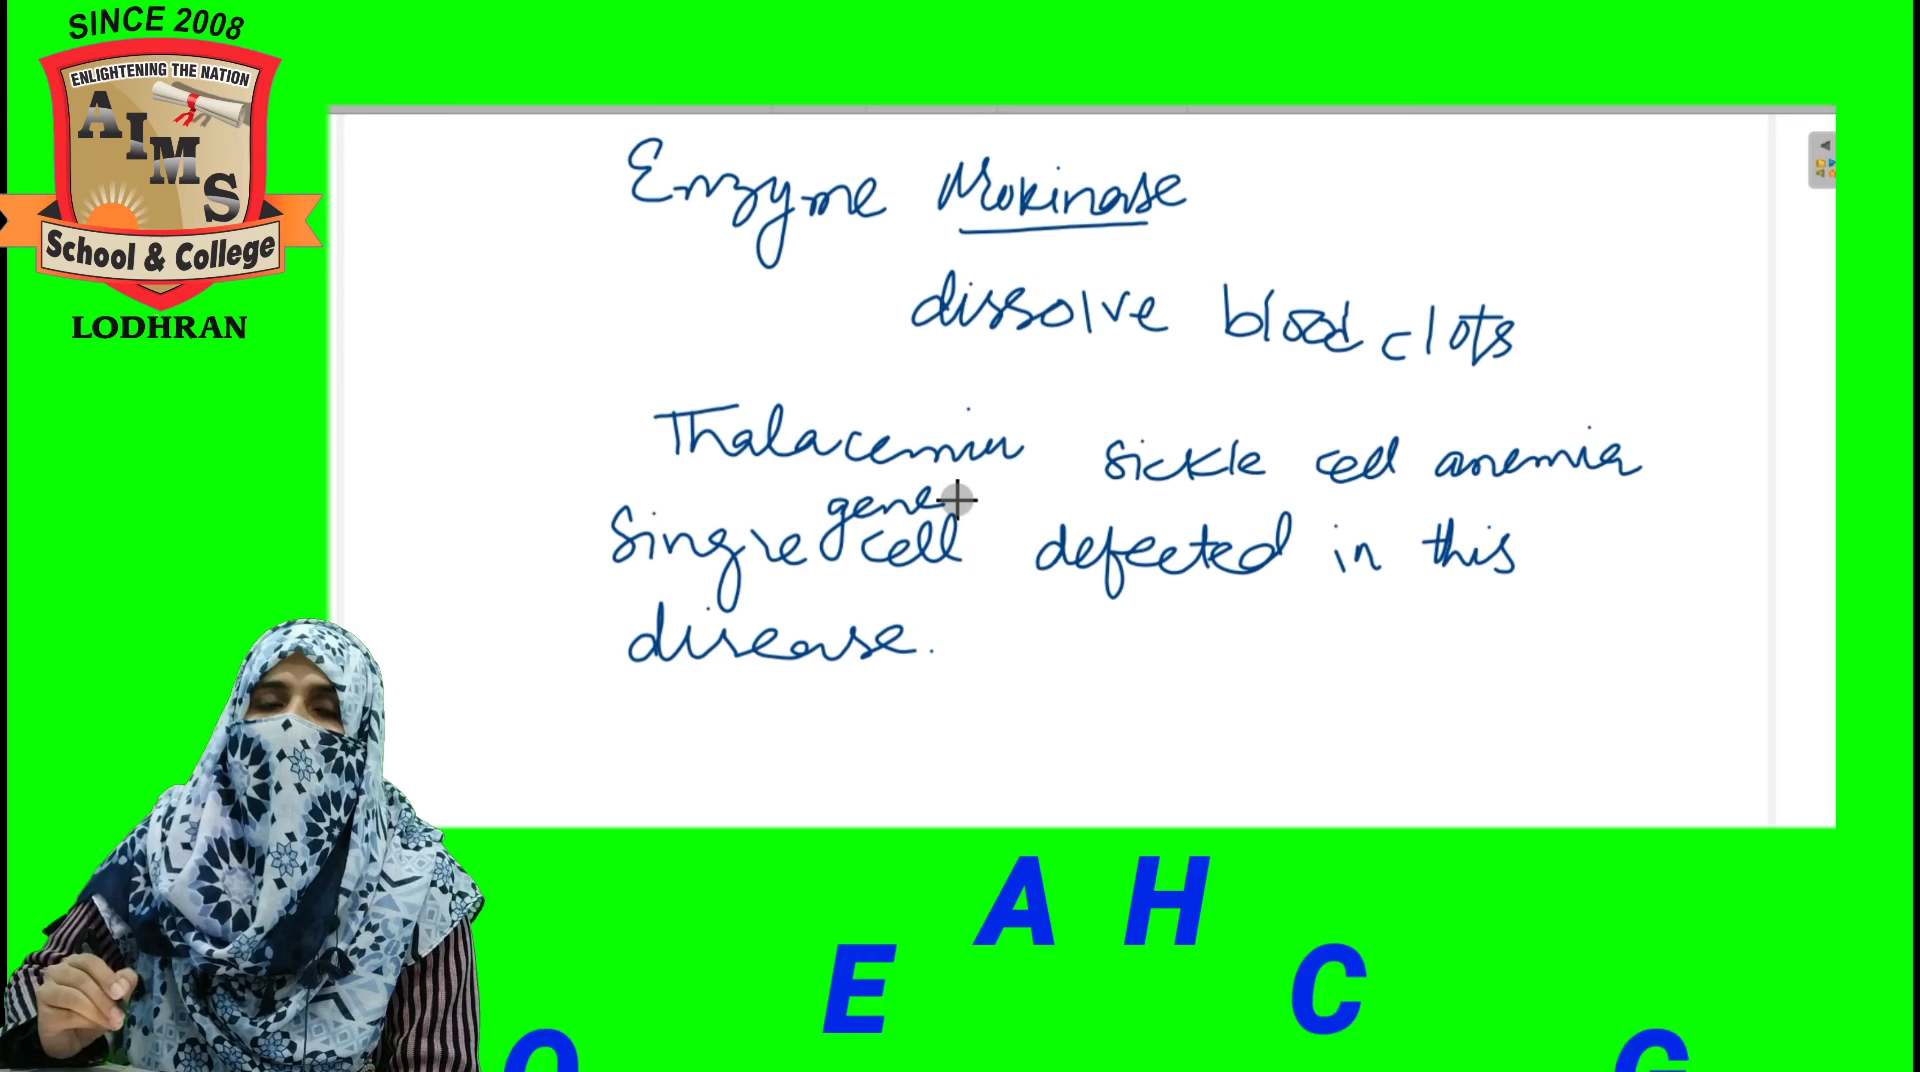 SINCE 2008
ENLIGHTENING THE NATION
AIMS
School & College
LODHRAN
Enzyme Urokinase
dissolve blood clots
Thalacemia sickle cell anemia
gene
Single cell defected in this
disease.
A H
E C
O G